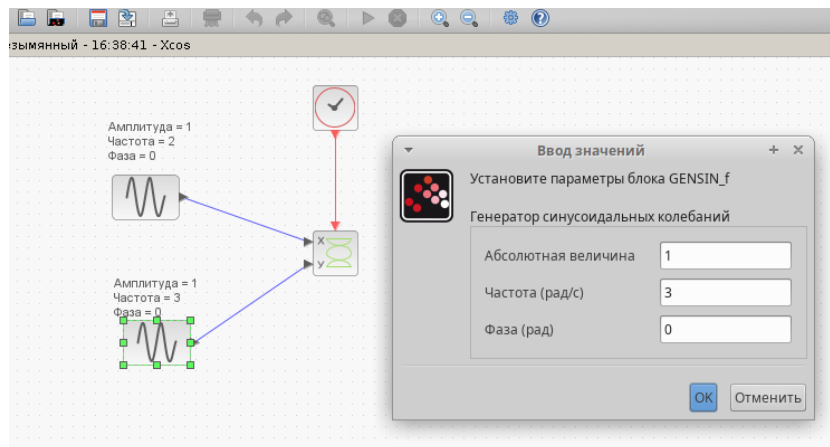 зымянный - 16:38:41 - Xcos
Амплитуда = 1
Частота = 2
Фаза = 0
X
У
Амплитуда = 1
Частота = 3
Фаза = 0
Ввод значений
Установите параметры блока GENSIN_f
Генератор синусоидальных колебаний
Абсолютная величина
1
Частота (рад/с)
3
Фаза (рад)
0
OK
Отменить